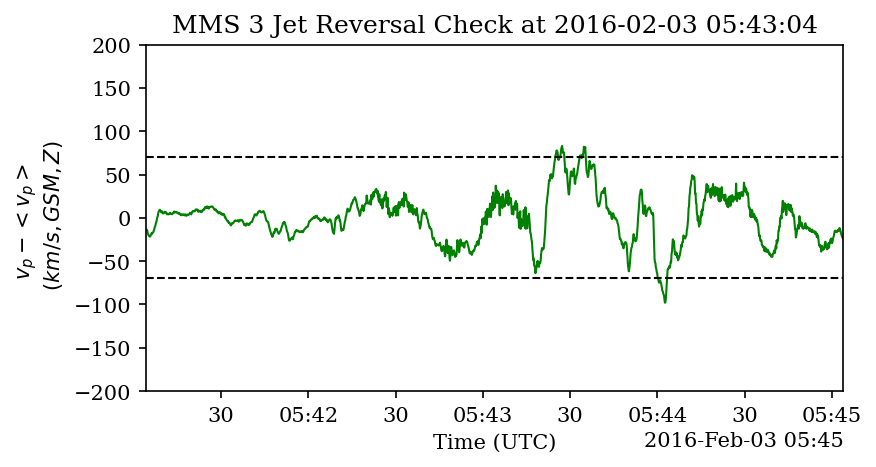 MMS 3 Jet Reversal Check at 2016-02-03 05:43:04
v_p − < v_p >
(km/s, GSM, Z)
200
150
100
50
0
−50
−100
−150
−200
30 05:42 30 05:43 30 05:44 30 05:45
Time (UTC)
2016-Feb-03 05:45